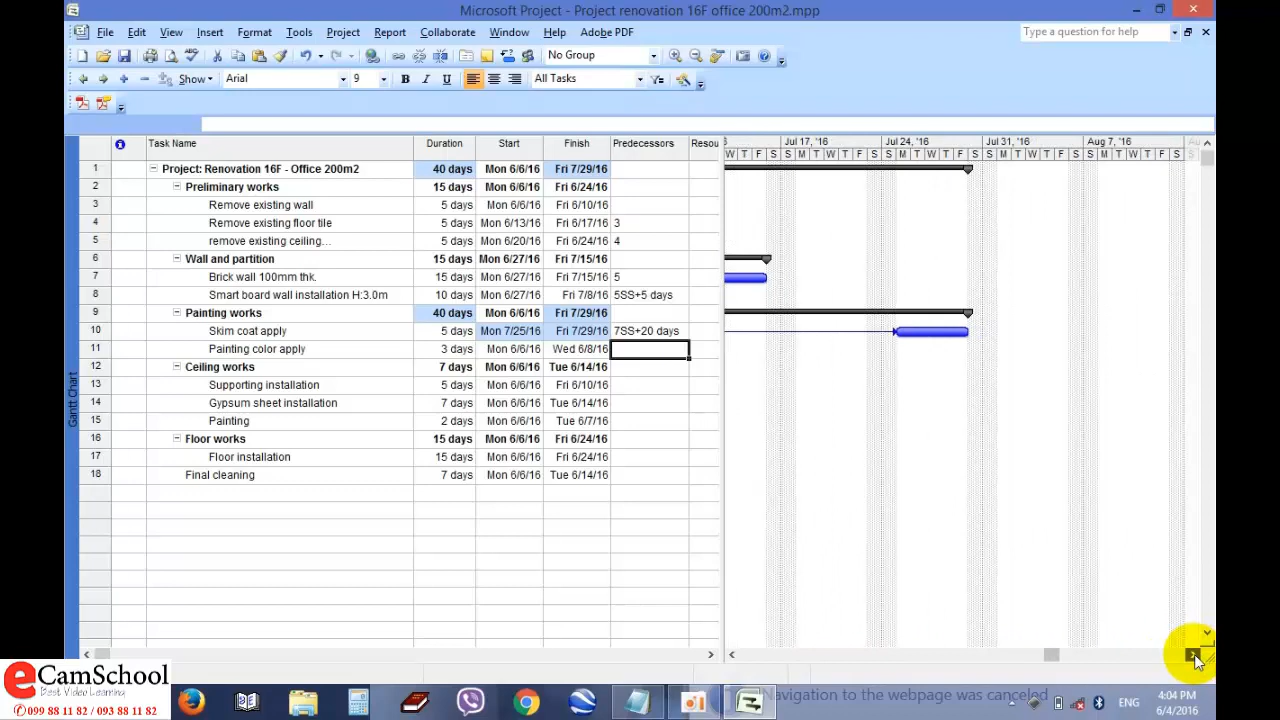 Microsoft Project - Project renovation 16F office 200m2.mpp
File Edit View Insert Format Tools Project Report Collaborate Window Help Adobe PDF
Type a question for help
No Group
Show Arial 9 B I U All Tasks
Task Name Duration Start Finish Predecessors Resou
Jul 17, '16 Jul 24, '16 Jul 31, '16 Aug 7, '16
W T F S S M T W T F S S M T W T F S S M T W T F S S M T W T F S S M
1 Project: Renovation 16F - Office 200m2 40 days Mon 6/6/16 Fri 7/29/16
2 Preliminary works 15 days Mon 6/6/16 Fri 6/24/16
3 Remove existing wall 5 days Mon 6/6/16 Fri 6/10/16
4 Remove existing floor tile 5 days Mon 6/13/16 Fri 6/17/16 3
5 remove existing ceiling... 5 days Mon 6/20/16 Fri 6/24/16 4
6 Wall and partition 15 days Mon 6/27/16 Fri 7/15/16
7 Brick wall 100mm thk. 15 days Mon 6/27/16 Fri 7/15/16 5
8 Smart board wall installation H:3.0m 10 days Mon 6/27/16 Fri 7/8/16 5SS+5 days
9 Painting works 40 days Mon 6/6/16 Fri 7/29/16
10 Skim coat apply 5 days Mon 7/25/16 Fri 7/29/16 7SS+20 days
11 Painting color apply 3 days Mon 6/6/16 Wed 6/8/16
12 Ceiling works 7 days Mon 6/6/16 Tue 6/14/16
13 Supporting installation 5 days Mon 6/6/16 Fri 6/10/16
14 Gypsum sheet installation 7 days Mon 6/6/16 Tue 6/14/16
15 Painting 2 days Mon 6/6/16 Tue 6/7/16
16 Floor works 15 days Mon 6/6/16 Fri 6/24/16
17 Floor installation 15 days Mon 6/6/16 Fri 6/24/16
18 Final cleaning 7 days Mon 6/6/16 Tue 6/14/16
Gantt Chart
eCamSchool
Best Video Learning
099 88 11 82 / 093 88 11 82
Navigation to the webpage was canceled
ENG
4:04 PM
6/4/2016